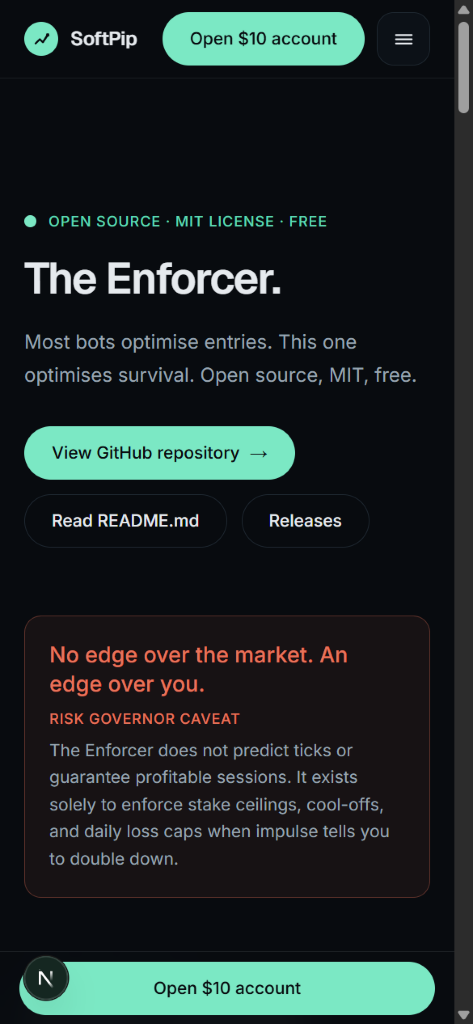 SoftPip
Open $10 account
OPEN SOURCE · MIT LICENSE · FREE
The Enforcer.
Most bots optimise entries. This one
optimises survival. Open source, MIT, free.
View GitHub repository →
Read README.md
Releases
No edge over the market. An
edge over you.
RISK GOVERNOR CAVEAT
The Enforcer does not predict ticks or
guarantee profitable sessions. It exists
solely to enforce stake ceilings, cool-offs,
and daily loss caps when impulse tells you
to double down.
N
Open $10 account